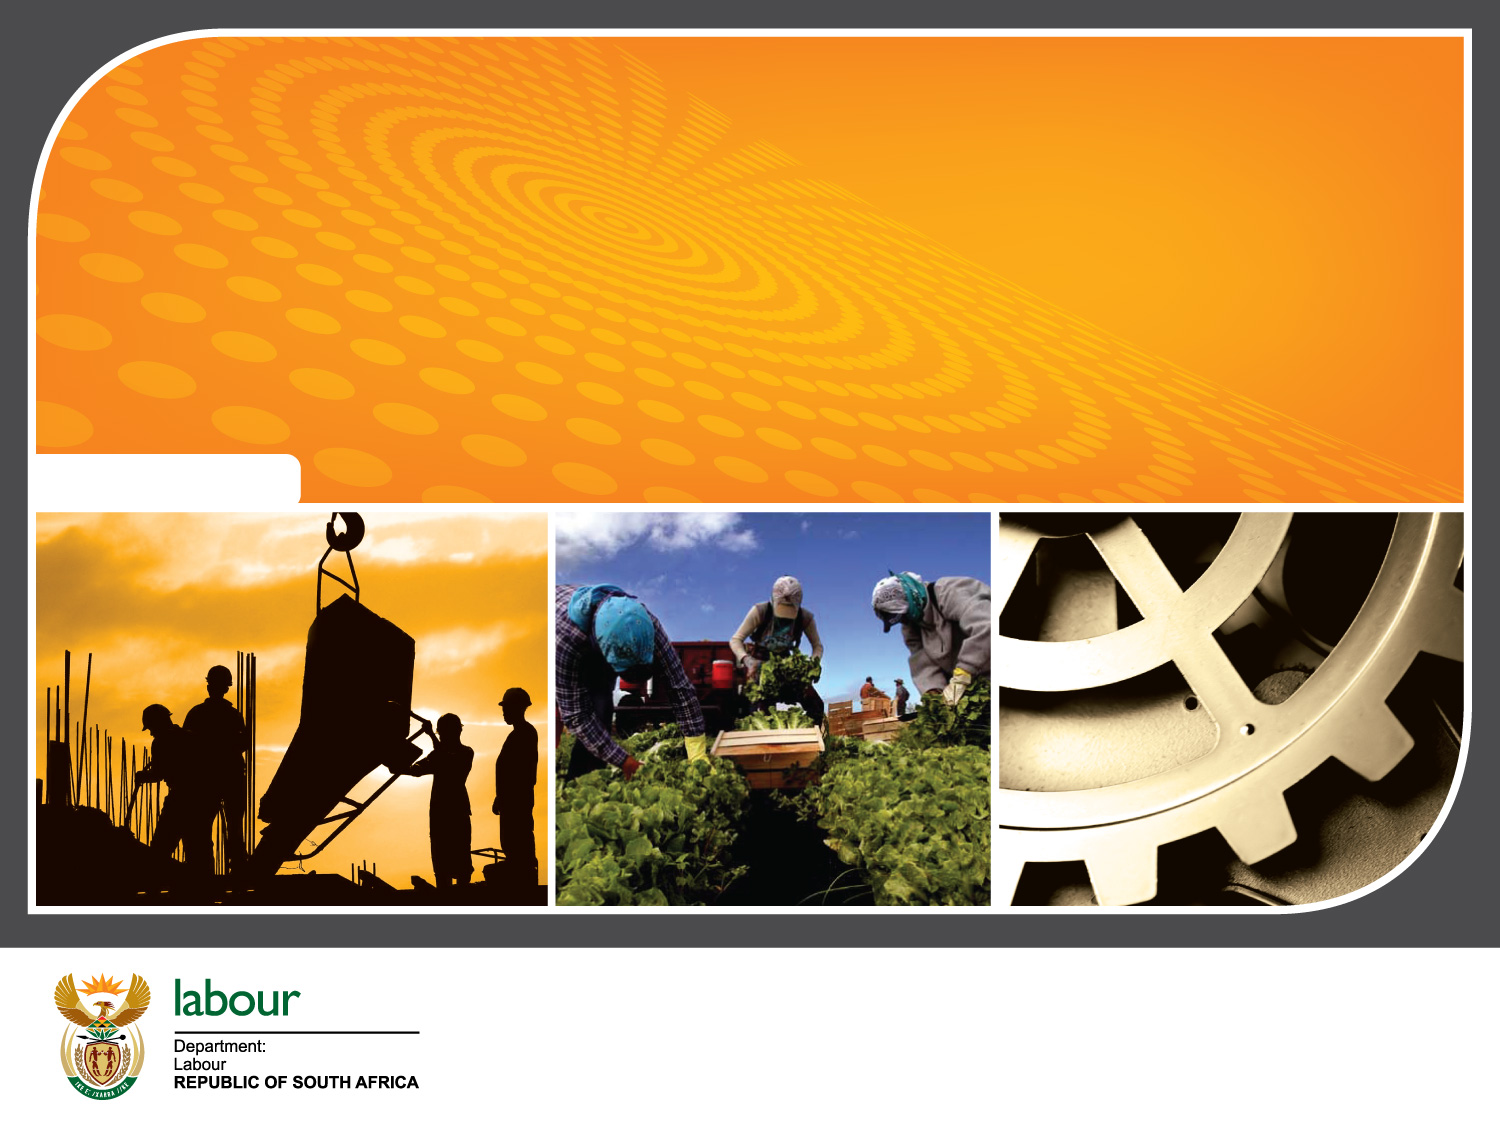 labour
Department:
Labour
REPUBLIC OF SOUTH AFRICA